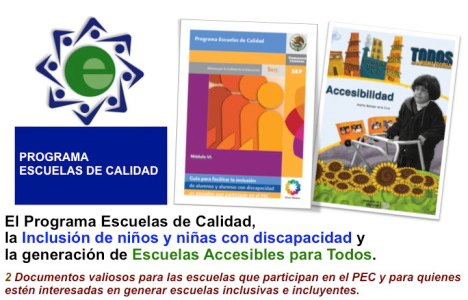 e
PROGRAMA
ESCUELAS DE CALIDAD
Programa Escuelas de Calidad
SEP
Módulo VI
Guía para facilitar la inclusión
de alumnos y alumnas con discapacidad
TODOS
Accesibilidad
El Programa Escuelas de Calidad,
la Inclusión de niños y niñas con discapacidad y
la generación de Escuelas Accesibles para Todos.
2 Documentos valiosos para las escuelas que participan en el PEC y para quienes
estén interesadas en generar escuelas inclusivas e incluyentes.